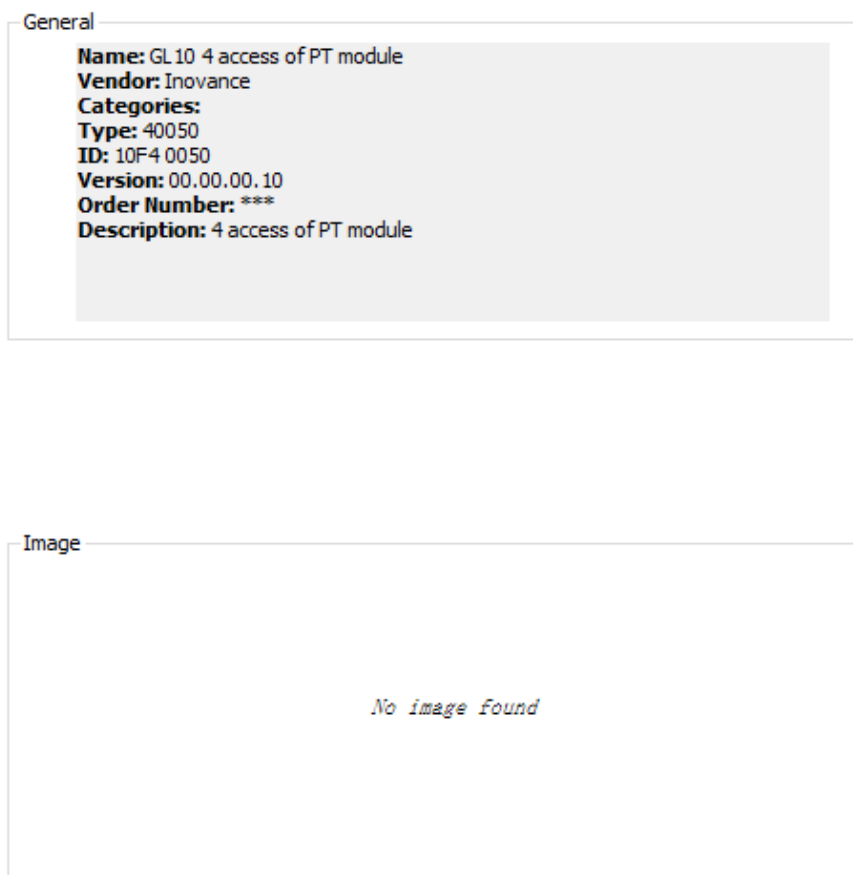 General
Name: GL10 4 access of PT module
Vendor: Inovance
Categories:
Type: 40050
ID: 10F4 0050
Version: 00.00.00.10
Order Number: ***
Description: 4 access of PT module
Image
No image found